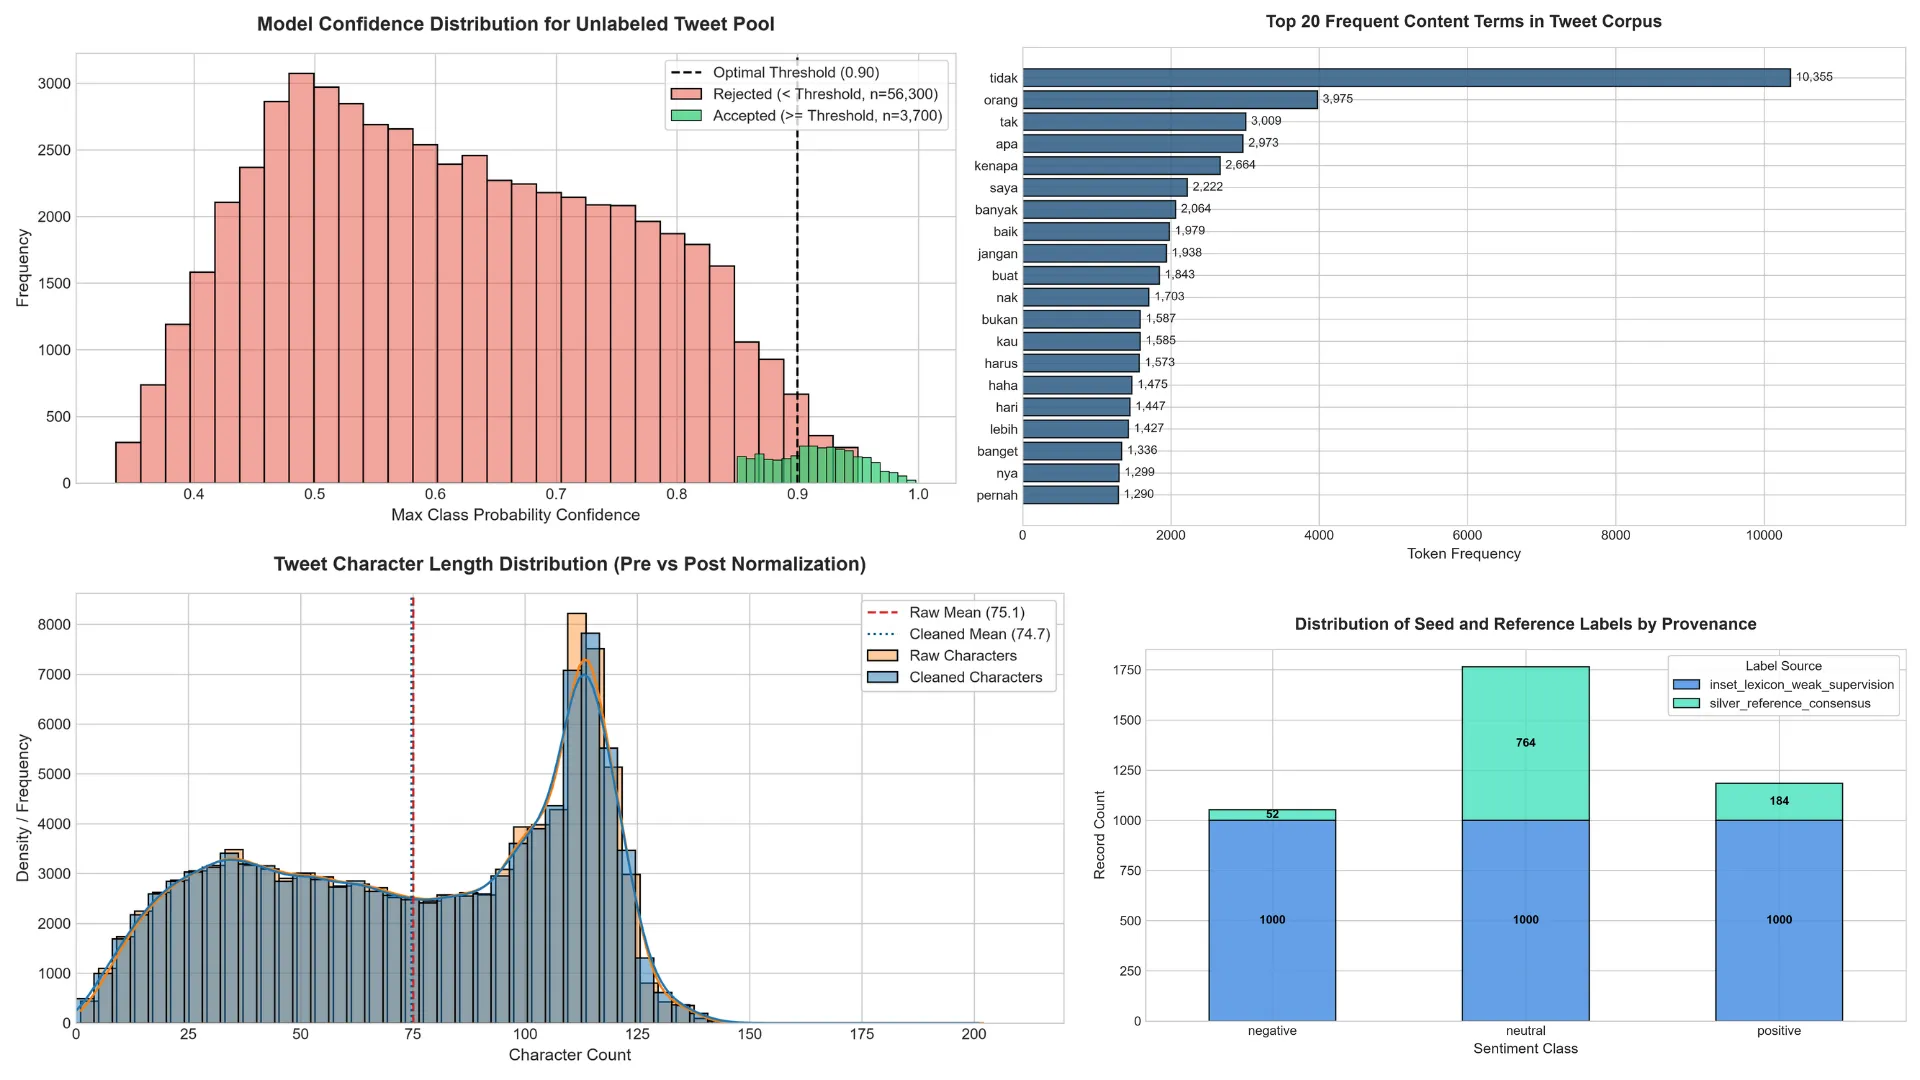 Model Confidence Distribution for Unlabeled Tweet Pool
Optimal Threshold (0.90)
Rejected (< Threshold, n=56,300)
Accepted (>= Threshold, n=3,700)
Frequency
3000
2500
2000
1500
1000
500
0
0.4 0.5 0.6 0.7 0.8 0.9 1.0
Max Class Probability Confidence
Top 20 Frequent Content Terms in Tweet Corpus
tidak 10,355
orang 3,975
tak 3,009
apa 2,973
kenapa 2,664
saya 2,222
banyak 2,064
baik 1,979
jangan 1,938
buat 1,843
nak 1,703
bukan 1,587
kau 1,585
harus 1,573
haha 1,475
hari 1,447
lebih 1,427
banget 1,336
nya 1,299
pernah 1,290
0 2000 4000 6000 8000 10000
Token Frequency
Tweet Character Length Distribution (Pre vs Post Normalization)
Raw Mean (75.1)
Cleaned Mean (74.7)
Raw Characters
Cleaned Characters
Density / Frequency
8000
7000
6000
5000
4000
3000
2000
1000
0
0 25 50 75 100 125 150 175 200
Character Count
Distribution of Seed and Reference Labels by Provenance
Label Source
inset_lexicon_weak_supervision
silver_reference_consensus
Record Count
1750
1500
1250
1000
750
500
250
0
52
764
184
1000 1000 1000
negative neutral positive
Sentiment Class